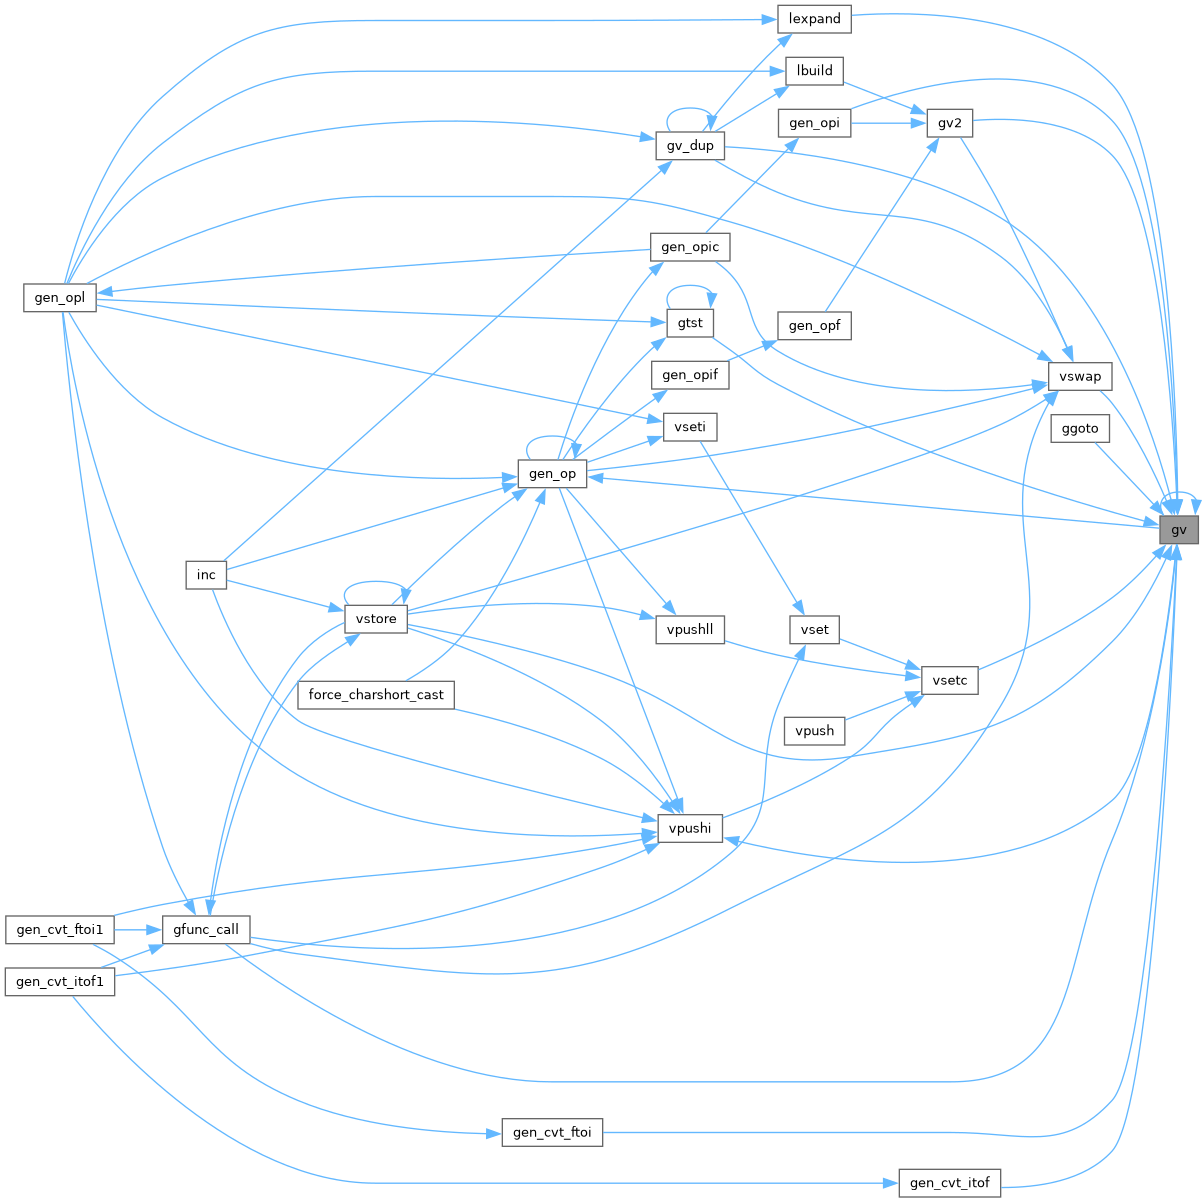 lexpand
lbuild
gen_opi
gv2
gv_dup
gen_opic
gen_opl
gtst
gen_opf
gen_opif
vswap
vseti
ggoto
gen_op
gv
inc
vstore
vpushll
vset
vsetc
force_charshort_cast
vpush
vpushi
gen_cvt_ftoi1
gfunc_call
gen_cvt_itof1
gen_cvt_ftoi
gen_cvt_itof